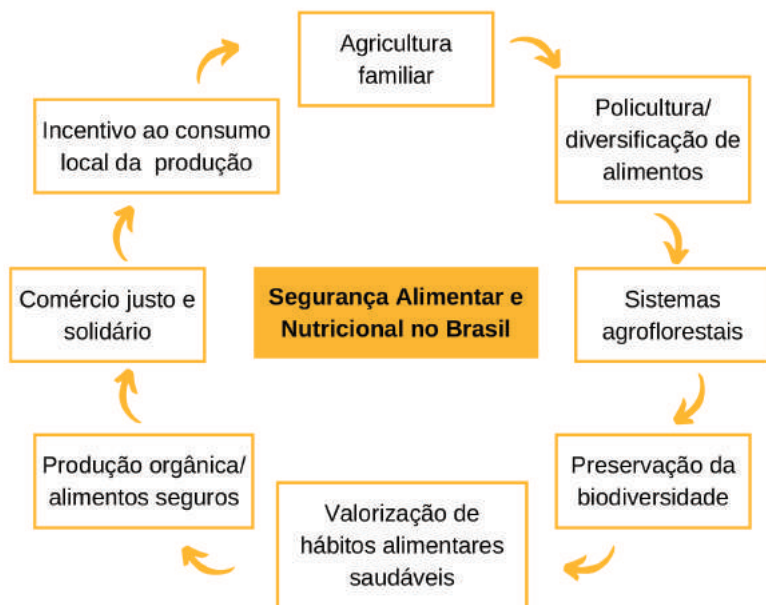 Agricultura
familiar
Policultura/
diversificação de
alimentos
Sistemas
agroflorestais
Preservação da
biodiversidade
Valorização de
hábitos alimentares
saudáveis
Produção orgânica/
alimentos seguros
Comércio justo e
solidário
Incentivo ao consumo
local da produção
Segurança Alimentar e
Nutricional no Brasil